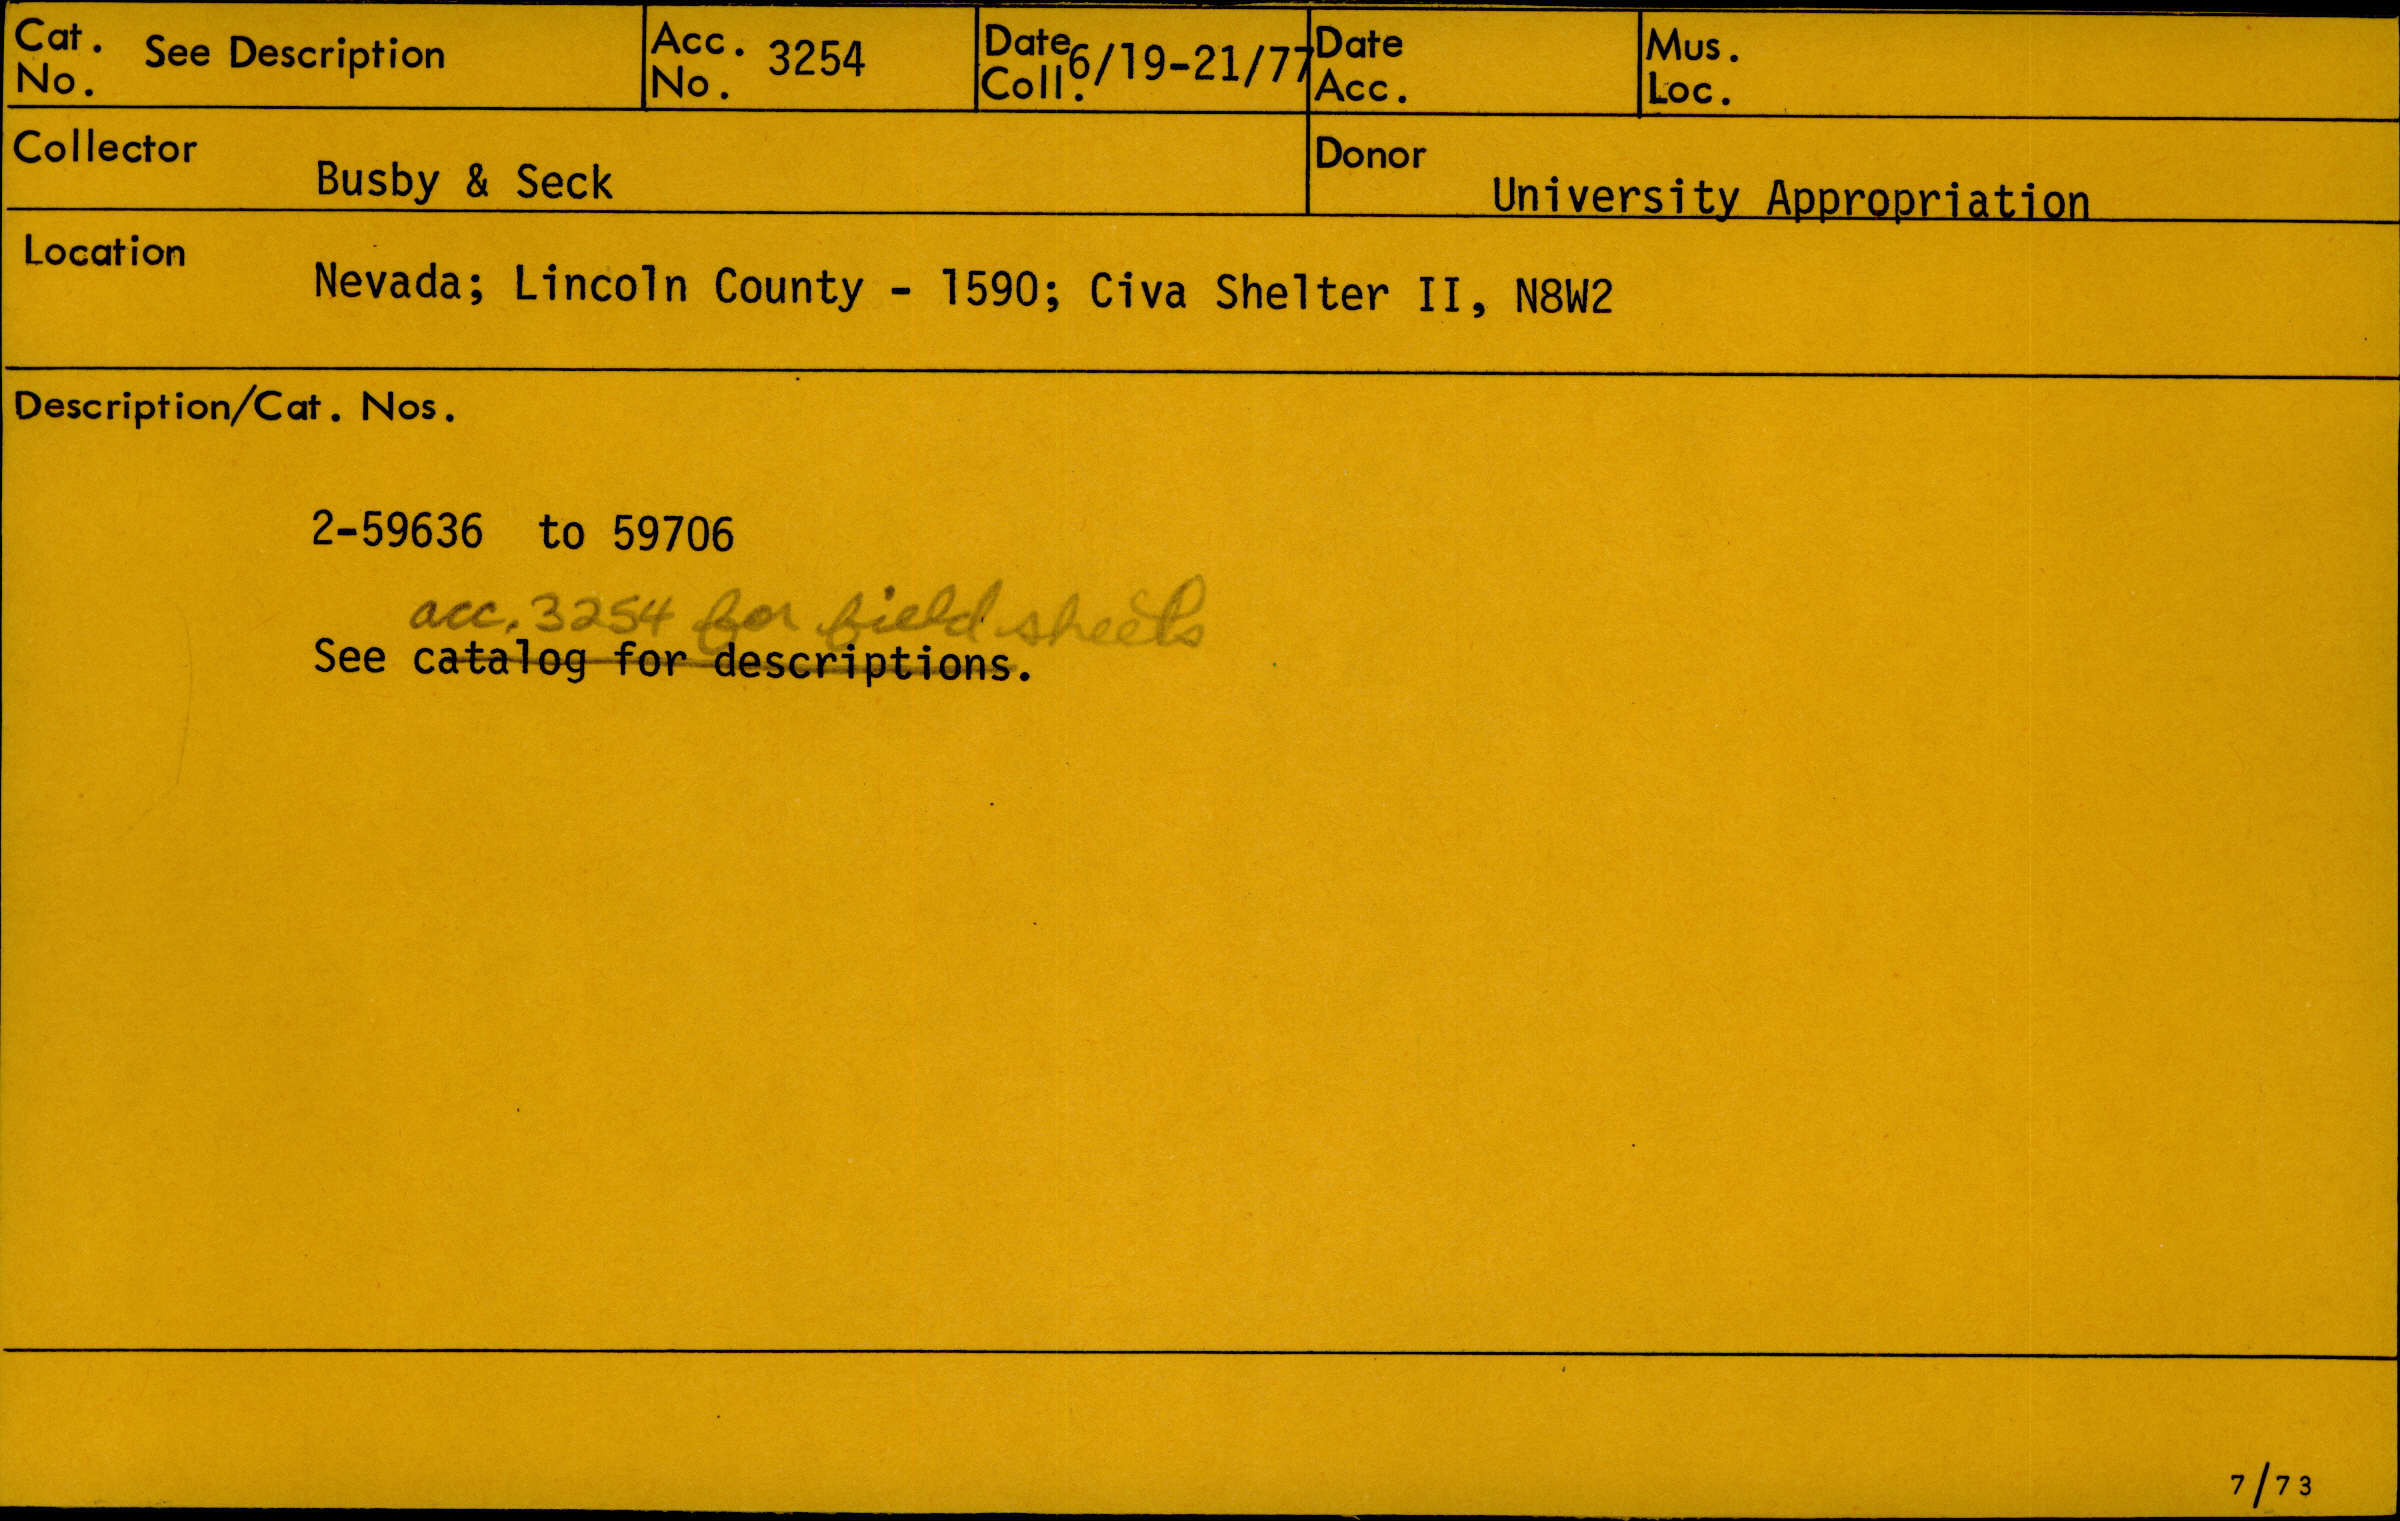 Cat. No. See Description
Acc. No. 3254
Date Coll. 6/19-21/77
Date Acc.
Mus. Loc.
Collector
Busby & Seck
Donor
University Appropriation
Location
Nevada; Lincoln County - 1590; Civa Shelter II, N8W2
Description/Cat. Nos.
2-59636 to 59706
acc. 3254 for field sheets
See catalog for descriptions.
7/73